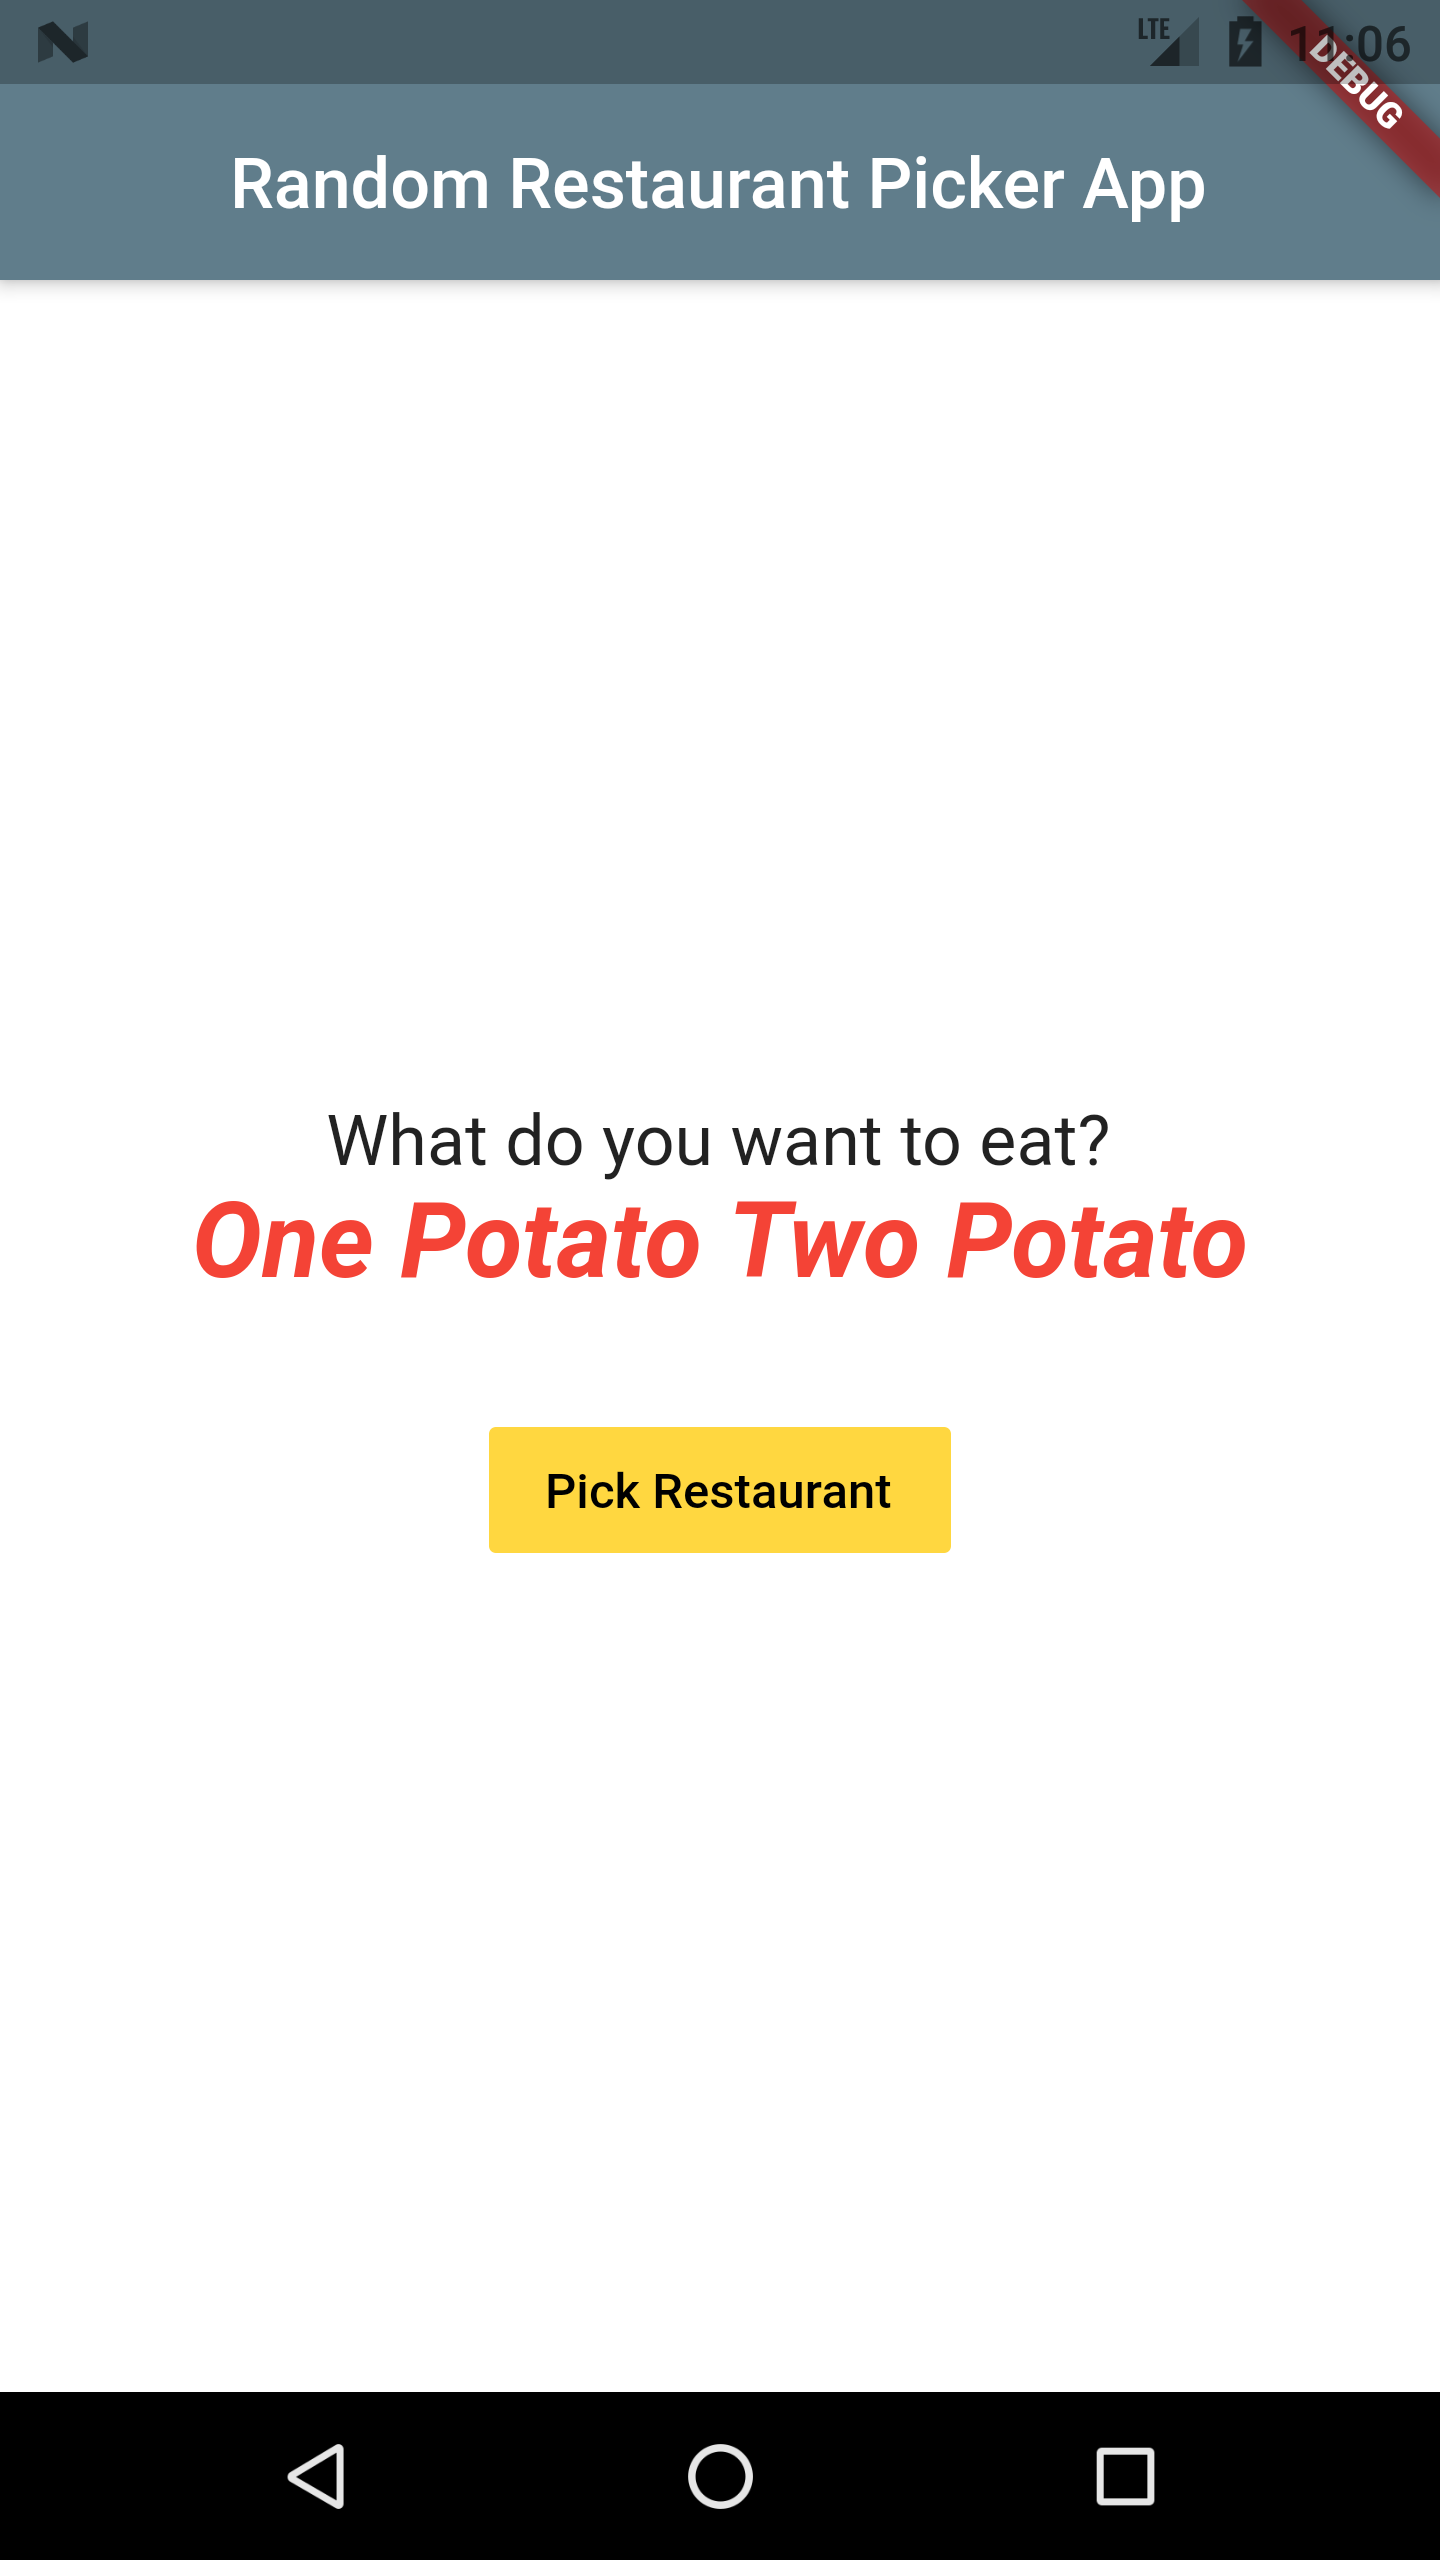 LTE 11:06
DEBUG
Random Restaurant Picker App
What do you want to eat?
One Potato Two Potato
Pick Restaurant